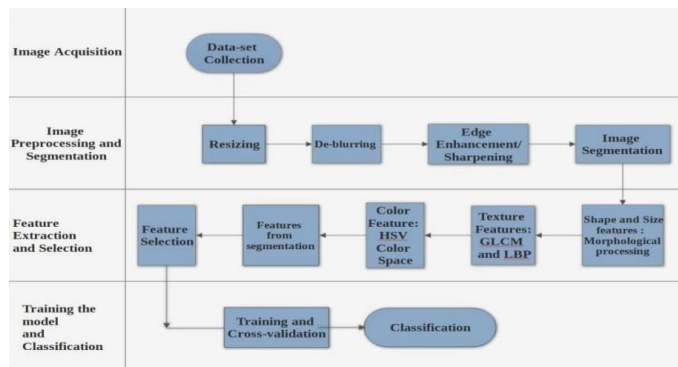 Image Acquisition
Data-set
Collection
Image
Preprocessing and
Segmentation
Resizing
De-blurring
Edge
Enhancement/
Sharpening
Image
Segmentation
Feature
Extraction
and Selection
Feature
Selection
Features
from
segmentation
Color
Feature:
HSV
Color
Space
Texture
Features:
GLCM
and LBP
Shape and Size
features :
Morphological
processing
Training the
model
and
Classification
Training and
Cross-validation
Classification